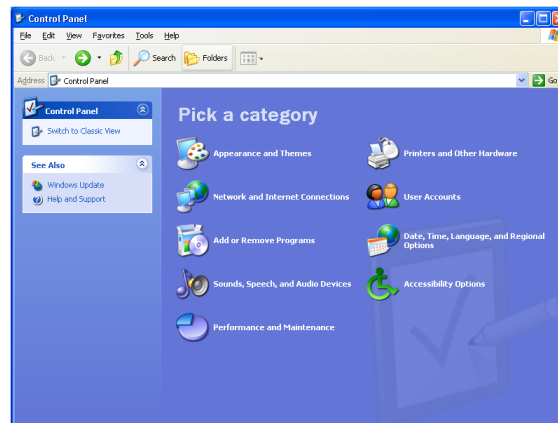 Control Panel
File Edit View Favorites Tools Help
Back Search Folders
Address Control Panel Go
Control Panel
Switch to Classic View
See Also
Windows Update
Help and Support
Pick a category
Appearance and Themes
Printers and Other Hardware
Network and Internet Connections
User Accounts
Add or Remove Programs
Date, Time, Language, and Regional
Options
Sounds, Speech, and Audio Devices
Accessibility Options
Performance and Maintenance